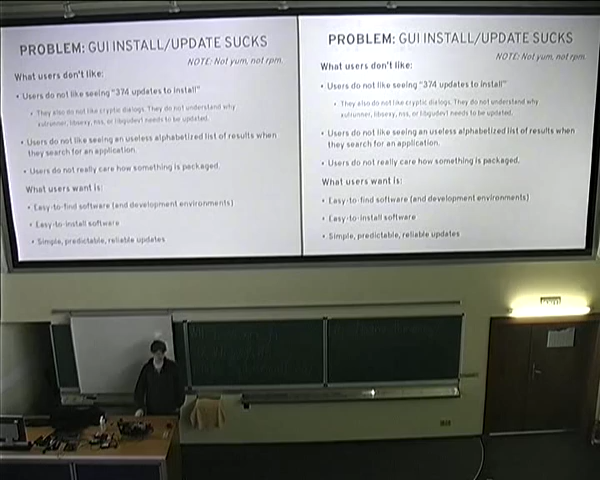 PROBLEM: GUI INSTALL/UPDATE SUCKS
NOTE: Not yum, not rpm.
What users don't like:
• Users do not like seeing "374 updates to install"
• They also do not like cryptic dialogs. They do not understand why
xulrunner, libsexy, nss, or libgudev1 needs to be updated.
• Users do not like seeing an useless alphabetized list of results when
they search for an application.
• Users do not really care how something is packaged.
What users want is:
• Easy-to-find software (and development environments)
• Easy-to-install software
• Simple, predictable, reliable updates
PROBLEM: GUI INSTALL/UPDATE SUCKS
NOTE: Not yum, not rpm.
What users don't like:
• Users do not like seeing "374 updates to install"
• They also do not like cryptic dialogs. They do not understand why
xulrunner, libsexy, nss, or libgudev1 needs to be updated.
• Users do not like seeing an useless alphabetized list of results when
they search for an application.
• Users do not really care how something is packaged.
What users want is:
• Easy-to-find software (and development environments)
• Easy-to-install software
• Simple, predictable, reliable updates